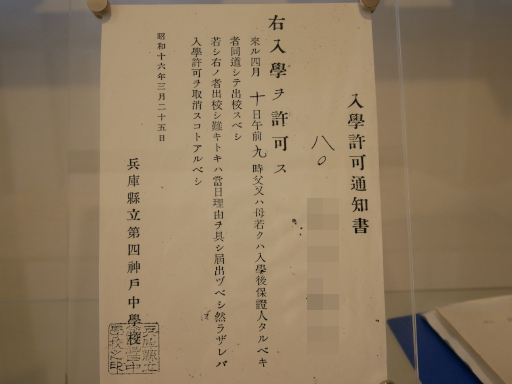 入學許可通知書
八〇
右入學ヲ許可ス
來ル四月十日午前九時父又ハ母若クハ入學後保證人タルベキ
者同道シテ出校スベシ
若シ右ノ者出校シ難キトキハ當日理由ヲ具シ屆出ヅベシ然ラザレバ
入學許可ヲ取消スコトアルベシ
昭和十六年三月二十五日
兵庫縣立第四神戸中學校